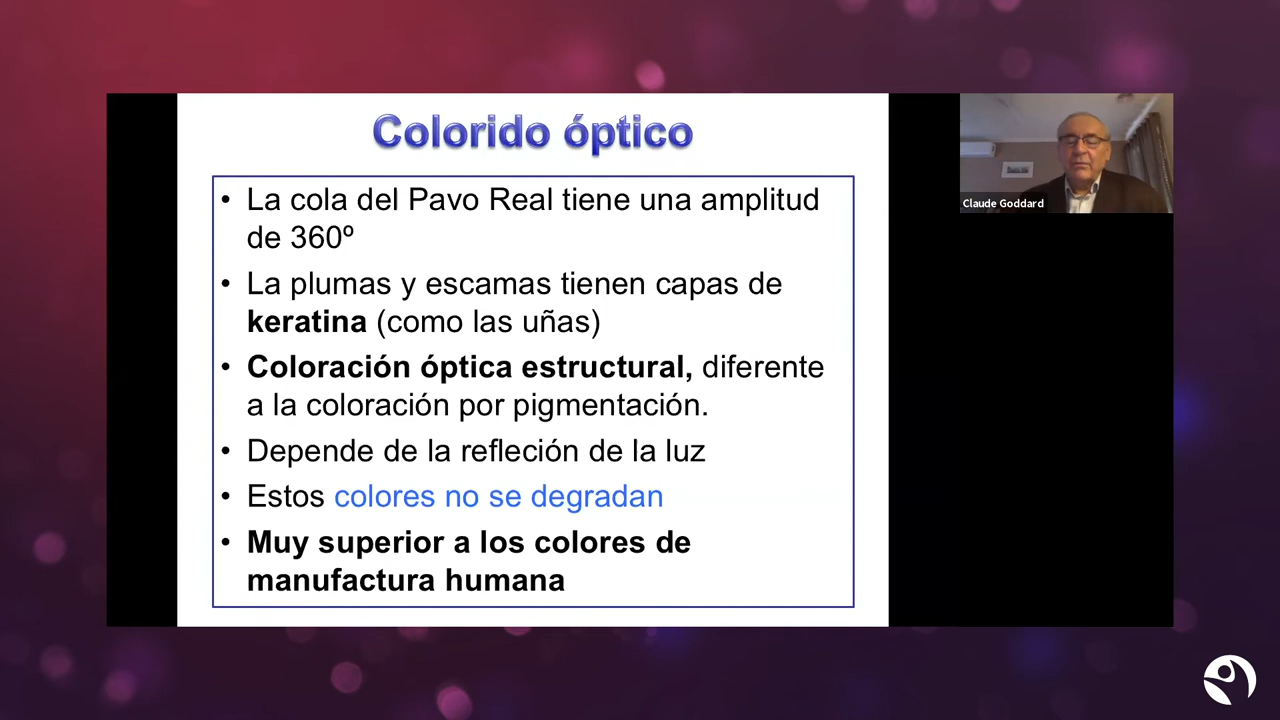 Colorido óptico
• La cola del Pavo Real tiene una amplitud
de 360º
• La plumas y escamas tienen capas de
keratina (como las uñas)
• Coloración óptica estructural, diferente
a la coloración por pigmentación.
• Depende de la refleción de la luz
• Estos colores no se degradan
• Muy superior a los colores de
manufactura humana
Claude Goddard